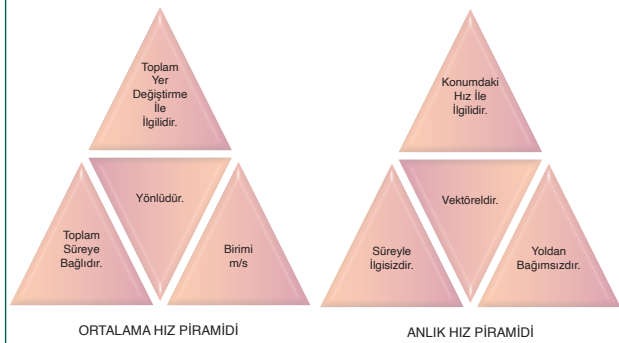 Toplam
Yer
Değiştirme
İle
İlgilidir.
Yönlüdür.
Toplam
Süreye
Bağlıdır.
Birimi
m/s
ORTALAMA HIZ PİRAMİDİ
Konumdaki
Hız İle
İlgilidir.
Vektöreldir.
Süreyle
İlgisizdir.
Yoldan
Bağımsızdır.
ANLIK HIZ PİRAMİDİ